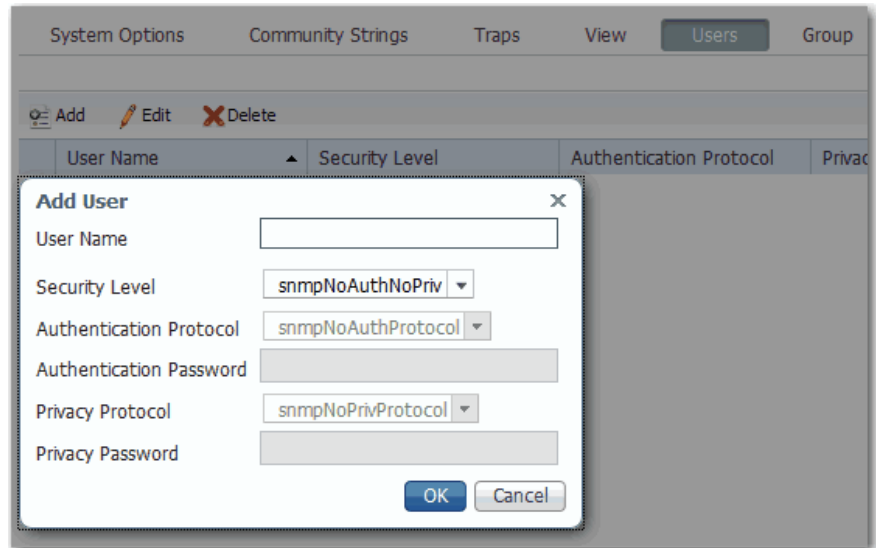 System Options Community Strings Traps View Users Group
Add Edit Delete
User Name Security Level Authentication Protocol Privac
Add User
User Name
Security Level snmpNoAuthNoPriv
Authentication Protocol snmpNoAuthProtocol
Authentication Password
Privacy Protocol snmpNoPrivProtocol
Privacy Password
OK Cancel